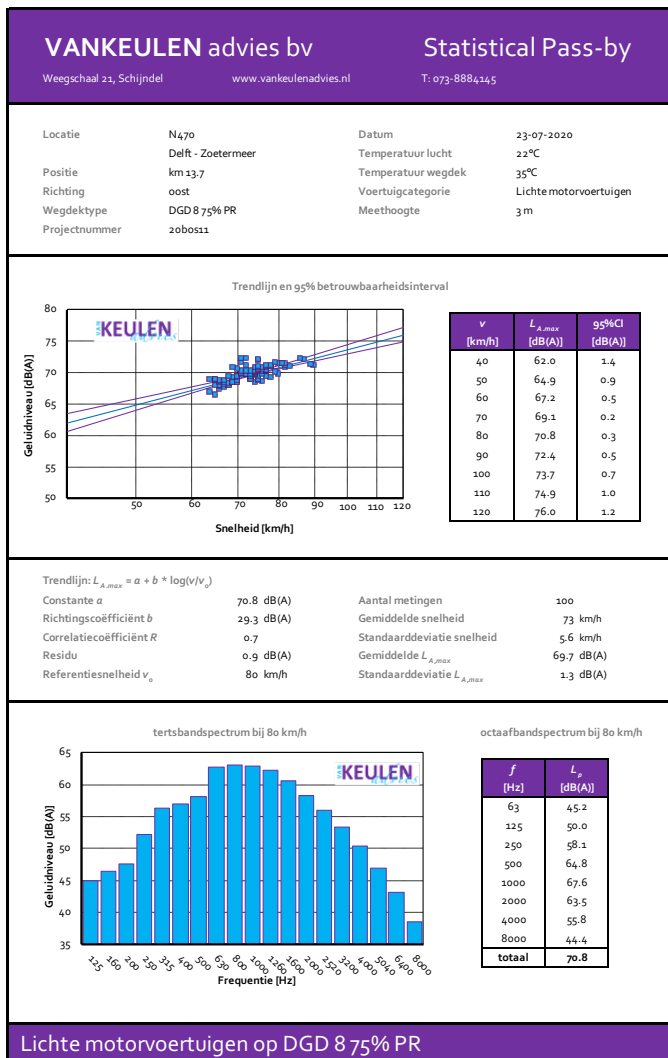 VANKEULEN advies bv Statistical Pass-by
Weegschaal 21, Schijndel www.vankeulenadvies.nl T: 073-8884145
Locatie N470 Datum 23-07-2020
Delft - Zoetermeer Temperatuur lucht 22°C
Positie km 13.7 Temperatuur wegdek 35°C
Richting oost Voertuigcategorie Lichte motorvoertuigen
Wegdektype DGD 8 75% PR Meethoogte 3 m
Projectnummer 20bos11
Trendlijn en 95% betrouwbaarheidsinterval
VAN KEULEN advies
Geluidniveau [dB(A)]
80
75
70
65
60
55
50
50 60 70 80 90 100 110 120
Snelheid [km/h]
v L A,max 95%CI
[km/h] [dB(A)] [dB(A)]
40 62.0 1.4
50 64.9 0.9
60 67.2 0.5
70 69.1 0.2
80 70.8 0.3
90 72.4 0.5
100 73.7 0.7
110 74.9 1.0
120 76.0 1.2
Trendlijn: L A,max = a + b * log(v/v₀)
Constante a 70.8 dB(A) Aantal metingen 100
Richtingscoëfficiënt b 29.3 dB(A) Gemiddelde snelheid 73 km/h
Correlatiecoëfficiënt R 0.7 Standaarddeviatie snelheid 5.6 km/h
Residu 0.9 dB(A) Gemiddelde L A,max 69.7 dB(A)
Referentiesnelheid v₀ 80 km/h Standaarddeviatie L A,max 1.3 dB(A)
tertsbandspectrum bij 80 km/h
VAN KEULEN advies
Geluidniveau [dB(A)]
65
60
55
50
45
40
35
125 160 200 250 315 400 500 630 800 1000 1260 1600 2000 2520 3200 4000 5040 6400 8000
Frequentie [Hz]
octaafbandspectrum bij 80 km/h
f L p
[Hz] [dB(A)]
63 45.2
125 50.0
250 58.1
500 64.8
1000 67.6
2000 63.5
4000 55.8
8000 44.4
totaal 70.8
Lichte motorvoertuigen op DGD 8 75% PR